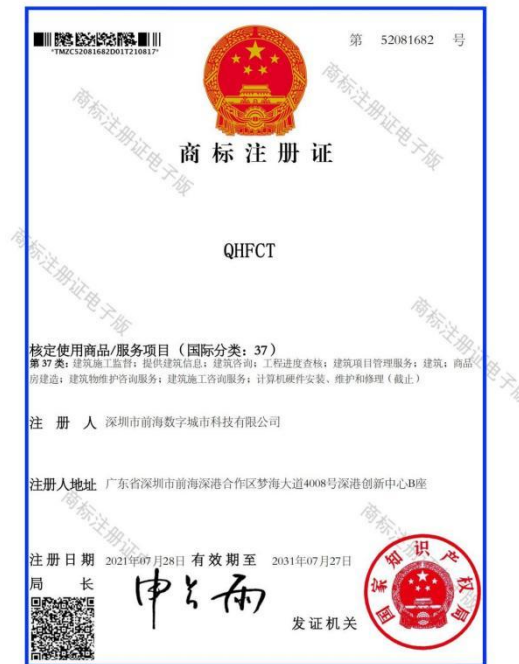 *TMZC52081682D01T210817*
第 52081682 号
商标注册证
QHFCT
核定使用商品/服务项目（国际分类：37）
第 37 类：建筑施工监督；提供建筑信息；建筑咨询；工程进度查核；建筑项目管理服务；建筑；商品
房建造；建筑物维护咨询服务；建筑施工咨询服务；计算机硬件安装、维护和修理（截止）
注 册 人 深圳市前海数字城市科技有限公司
注册人地址 广东省深圳市前海深港合作区梦海大道4008号深港创新中心B座
注册日期 2021年07月28日 有效期至 2031年07月27日
局 长
申长雨
发证机关
国家知识产权局
商标注册证电子版
商标注册证电子版
商标注册证电子版
商标注册证电子版
商标注册证电子版
商标注册证电子版